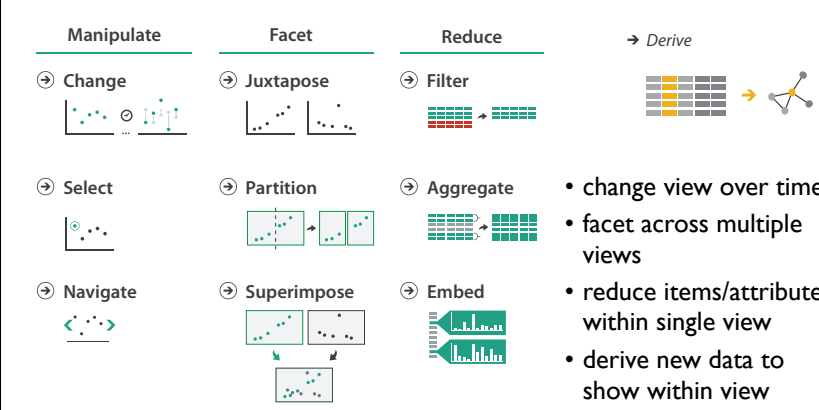 Manipulate
Facet
Reduce
Derive
Change
Juxtapose
Filter
...
Select
Partition
Aggregate
Navigate
Superimpose
Embed
• change view over time
• facet across multiple
views
• reduce items/attribute
within single view
• derive new data to
show within view